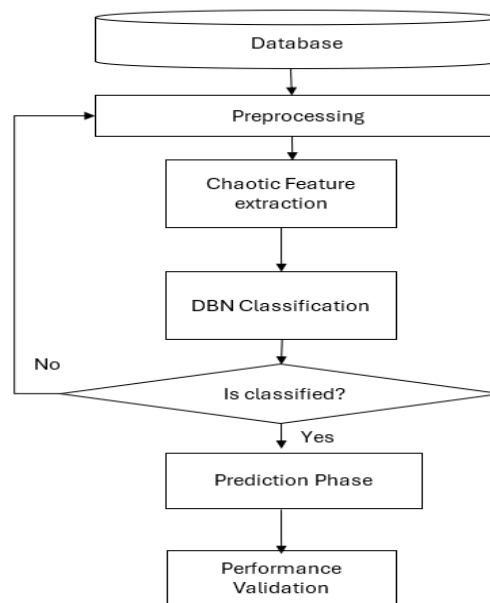 Database
Preprocessing
Chaotic Feature
extraction
DBN Classification
No
Is classified?
Yes
Prediction Phase
Performance
Validation